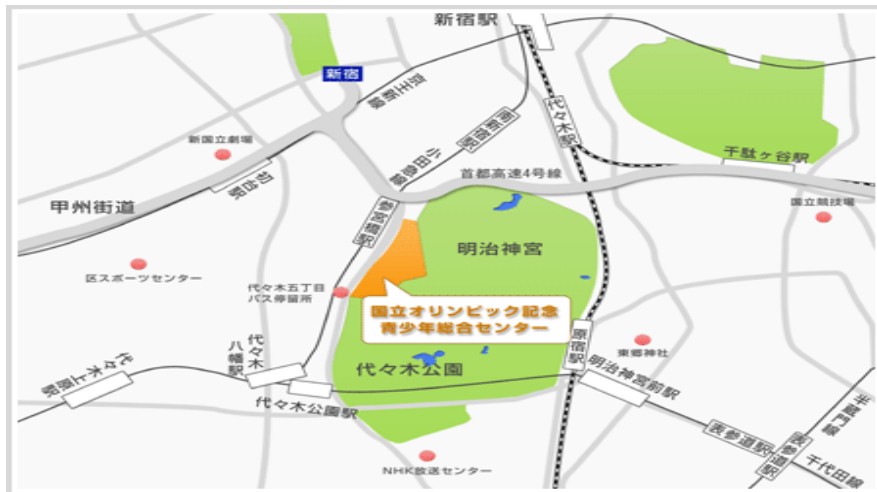 新宿駅
新宿
京王新線
南新宿駅
代々木駅
新国立劇場
小田急線
千駄ヶ谷駅
初台駅
首都高速4号線
甲州街道
参宮橋駅
国立競技場
明治神宮
区スポーツセンター
代々木五丁目
バス停留所
国立オリンピック記念
青少年総合センター
原宿駅
東郷神社
代々木
八幡駅
代々木公園
代々木上原駅
明治神宮前駅
代々木公園駅
半蔵門線
表参道駅
表参道駅
千代田線
NHK放送センター